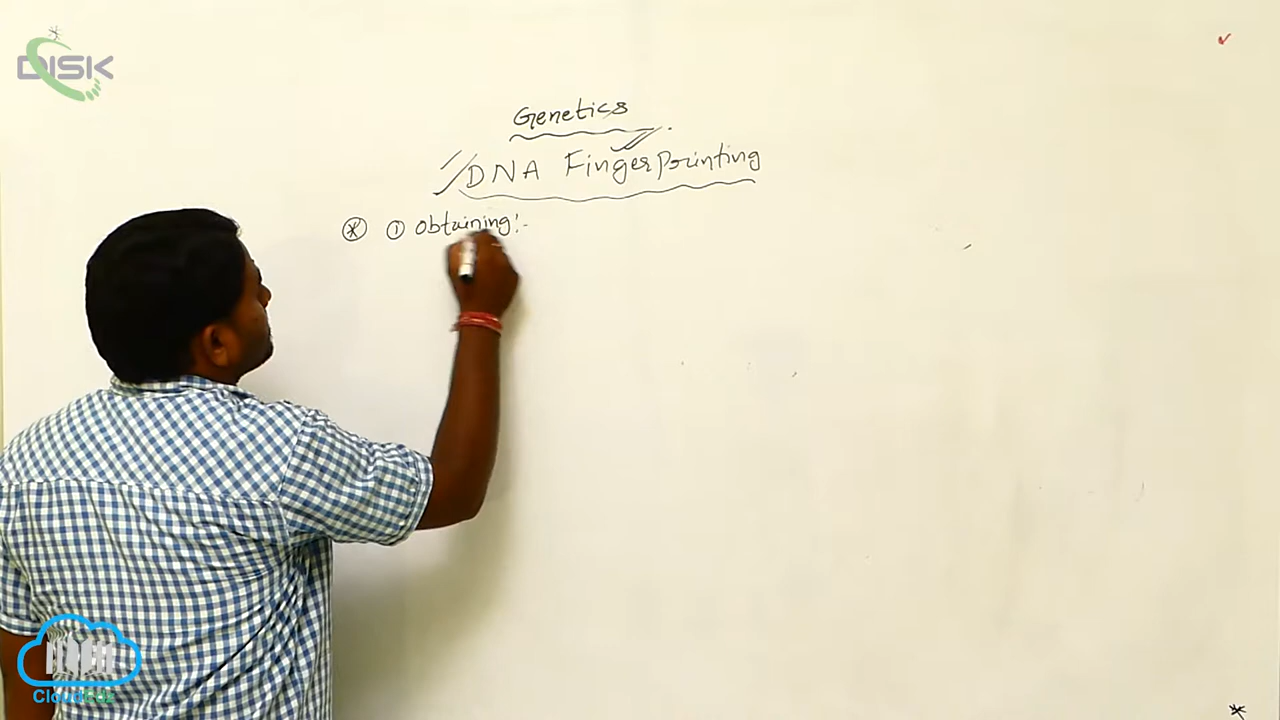 DISK
Genetics
DNA Fingerprinting
* ① Obtaining:-
CloudEdz